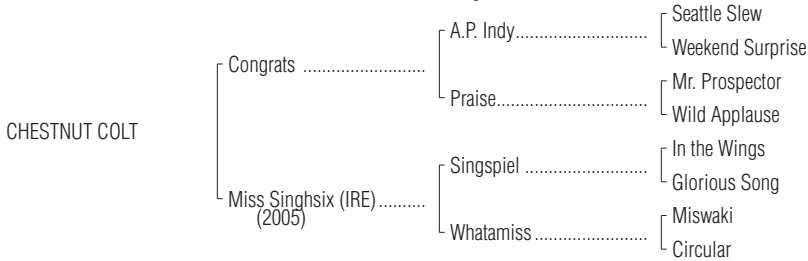 Seattle Slew
A.P. Indy..............................
Weekend Surprise
Congrats ............................
Mr. Prospector
Praise..................................
Wild Applause
CHESTNUT COLT
In the Wings
Singspiel ............................
Glorious Song
Miss Singhsix (IRE)...........
(2005)
Miswaki
Whatamiss..........................
Circular